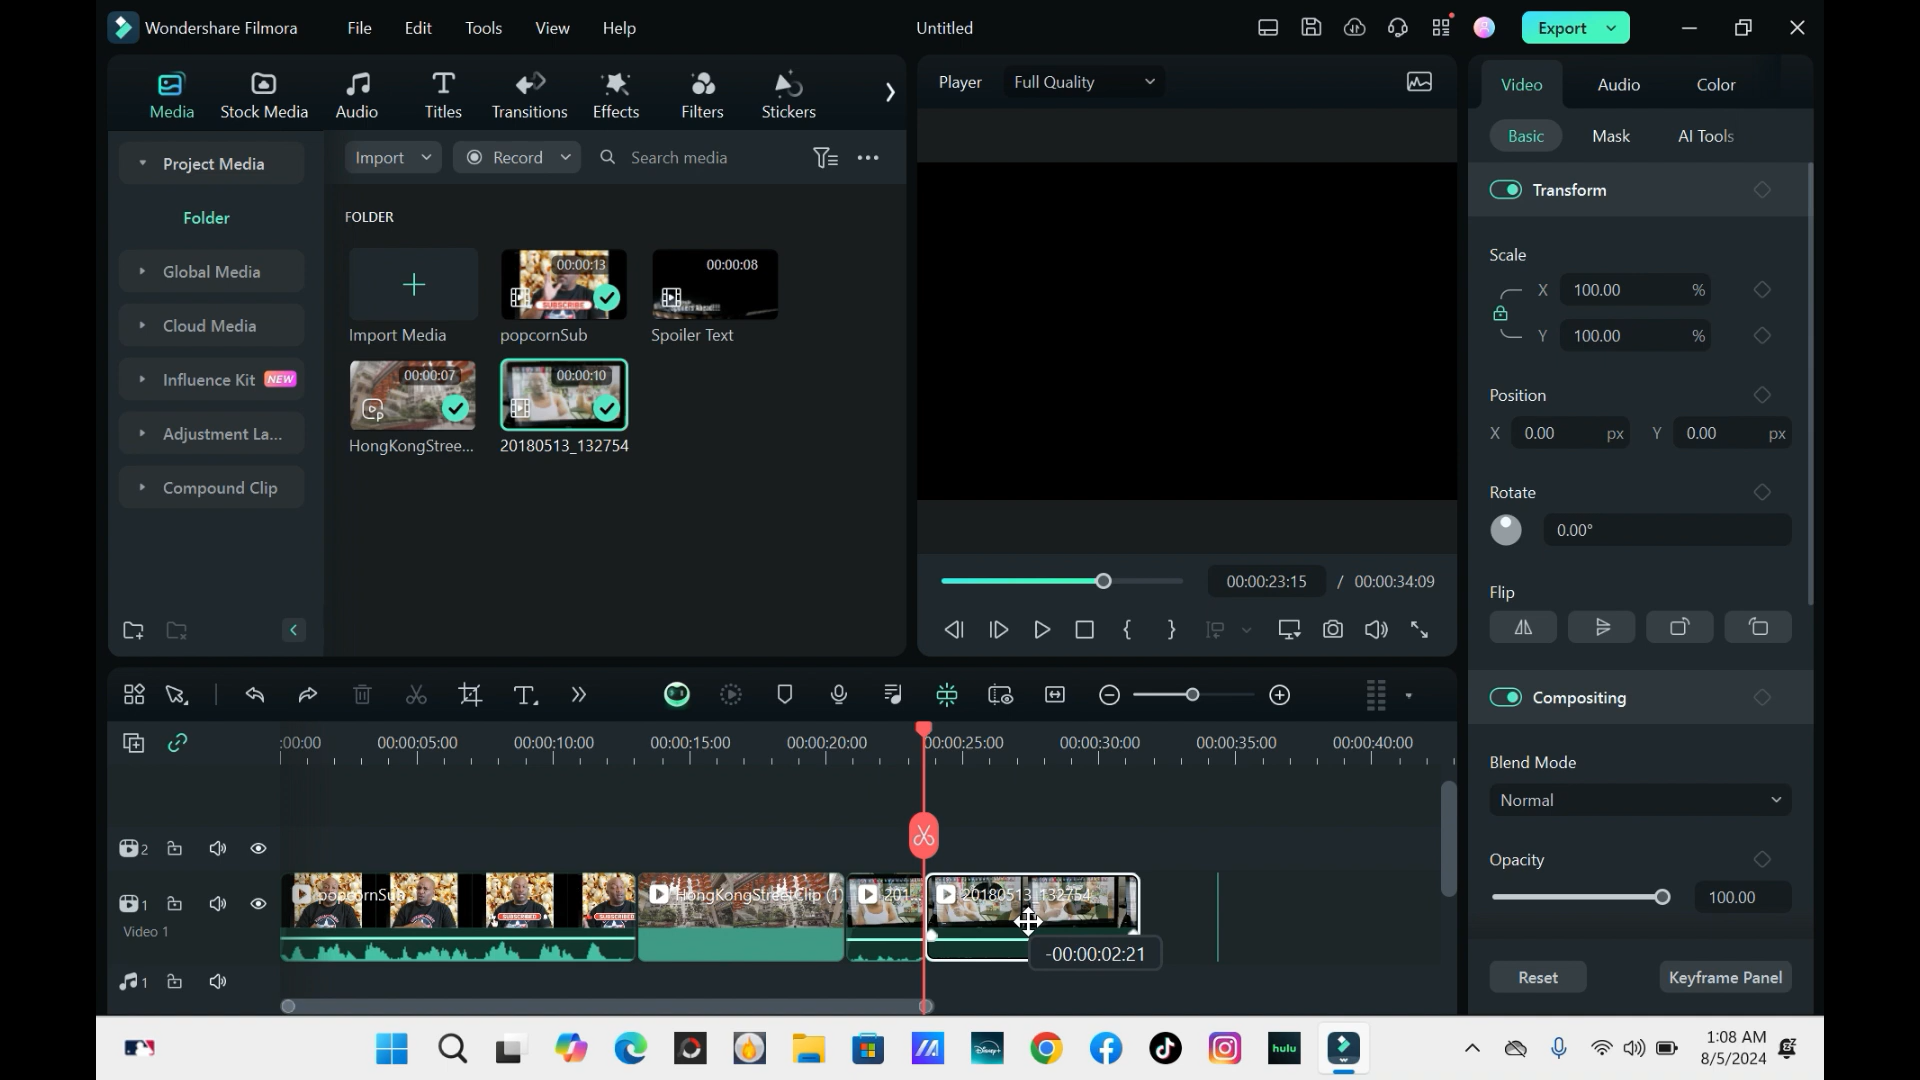 Wondershare Filmora
File
Edit
Tools
View
Help
Untitled
Export
Media
Stock Media
Audio
Titles
Transitions
Effects
Filters
Stickers
Player
Full Quality
Video
Audio
Color
Project Media
Import
Record
Search media
Basic
Mask
AI Tools
Folder
FOLDER
Transform
Global Media
00:00:13
00:00:08
Scale
X 100.00 %
Import Media
popcornSub
Spoiler Text
Y 100.00 %
Cloud Media
Influence Kit NEW
00:00:07
00:00:10
Position
Adjustment La...
X 0.00 px Y 0.00 px
HongKongStree...
20180513_132754
Compound Clip
Rotate
0.00°
00:00:23:15 / 00:00:34:09
Flip
Compositing
:00:00
00:00:05:00
00:00:10:00
00:00:15:00
00:00:20:00
00:00:25:00
00:00:30:00
00:00:35:00
00:00:40:00
Blend Mode
Normal
2
Opacity
100.00
popcornSub
HongKongStreetClip (1)
201...
20180513_132754
SUBSCRIBE
1
Video 1
-00:00:02:21
1
Reset
Keyframe Panel
Disney+
hulu
1:08 AM
8/5/2024